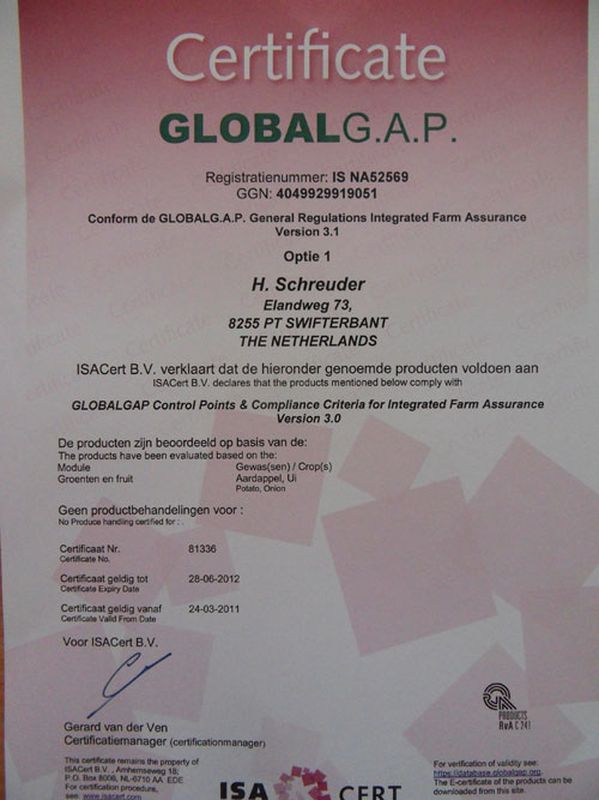 Certificate
GLOBALG.A.P.
Registratienummer: IS NA52569
GGN: 4049929919051
Conform de GLOBALG.A.P. General Regulations Integrated Farm Assurance
Version 3.1
Optie 1
H. Schreuder
Elandweg 73,
8255 PT SWIFTERBANT
THE NETHERLANDS
ISACert B.V. verklaart dat de hieronder genoemde producten voldoen aan
ISACert B.V. declares that the products mentioned below comply with
GLOBALGAP Control Points & Compliance Criteria for Integrated Farm Assurance
Version 3.0
De producten zijn beoordeeld op basis van de:
The products have been evaluated based on the:
Module Gewas(sen) / Crop(s)
Groenten en fruit Aardappel, Ui
Potato, Onion
Geen productbehandelingen voor :
No Produce handling certified for : .
Certificaat Nr. 81336
Certificate No.
Certificaat geldig tot 28-06-2012
Certificate Expiry Date
Certificaat geldig vanaf 24-03-2011
Certificate Valid From Date
Voor ISACert B.V.
Gerard van der Ven
Certificatiemanager (certificationmanager)
PRODUCTS
RvA C 241
This certificate remains the property of
ISACert B.V. , Arnhemseweg 18;
P.O. Box 8006, NL-6710 AA EDE
For certification procedure,
see: www.isacert.com
ISA CERT
For verification of validity see:
https://database.globalgap.org.
The E-certificate of the products can be
downloaded from this site.